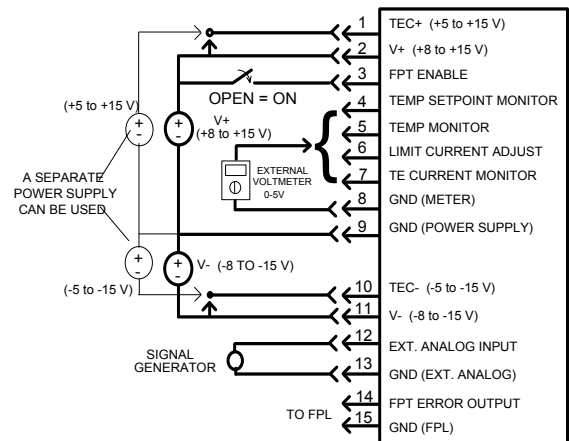 1 TEC+ (+5 to +15 V)
2 V+ (+8 to +15 V)
3 FPT ENABLE
OPEN = ON
4 TEMP SETPOINT MONITOR
5 TEMP MONITOR
6 LIMIT CURRENT ADJUST
7 TE CURRENT MONITOR
8 GND (METER)
9 GND (POWER SUPPLY)
10 TEC- (-5 to -15 V)
11 V- (-8 to -15 V)
12 EXT. ANALOG INPUT
13 GND (EXT. ANALOG)
14 FPT ERROR OUTPUT
15 GND (FPL)
(+5 to +15 V)
+
-
V+
(+8 to +15 V)
+
-
EXTERNAL
VOLTMETER
0-5V
A SEPARATE
POWER SUPPLY
CAN BE USED
+
-
(-5 to -15 V)
+
-
V- (-8 TO -15 V)
SIGNAL
GENERATOR
TO FPL